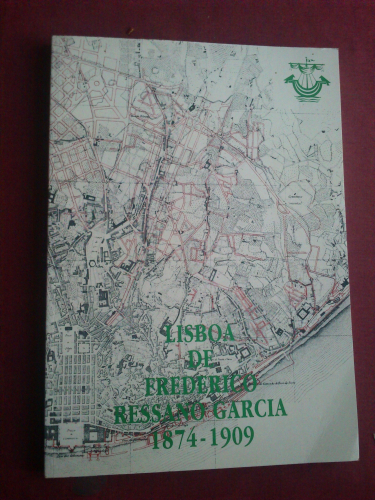 LISBOA
DE
FREDERICO
RESSANO GARCIA
1874-1909